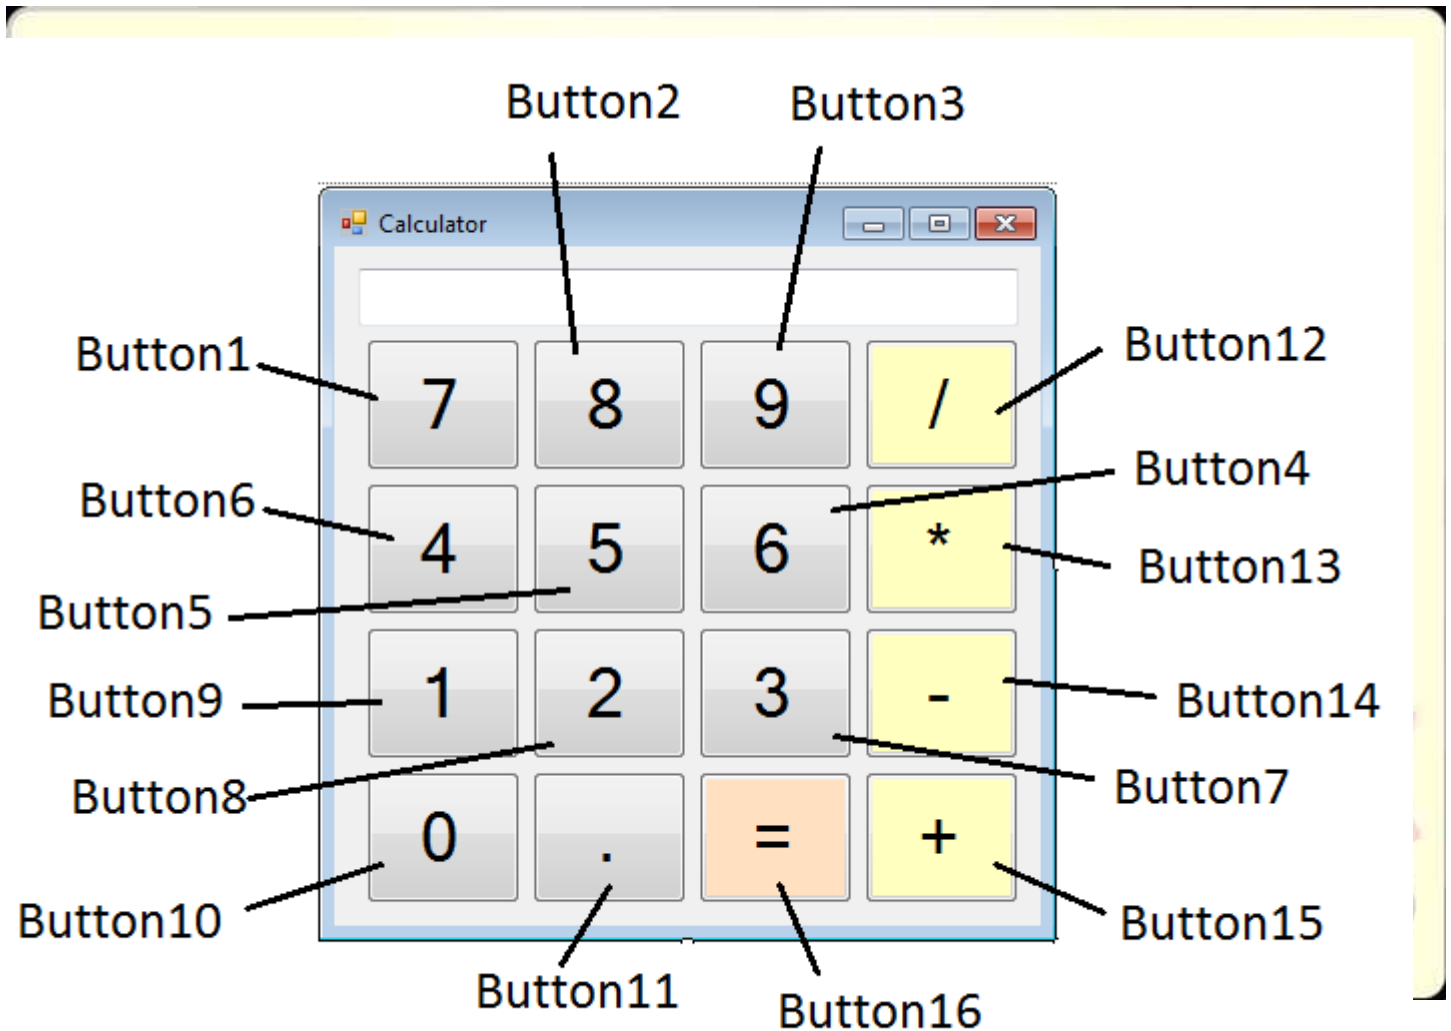 Button2 Button3
Calculator
Button1 7 8 9 / Button12
Button6 4 5 6 * Button4
Button13
Button5
Button9 1 2 3 - Button14
Button8 Button7
0 . = +
Button10 Button15
Button11 Button16